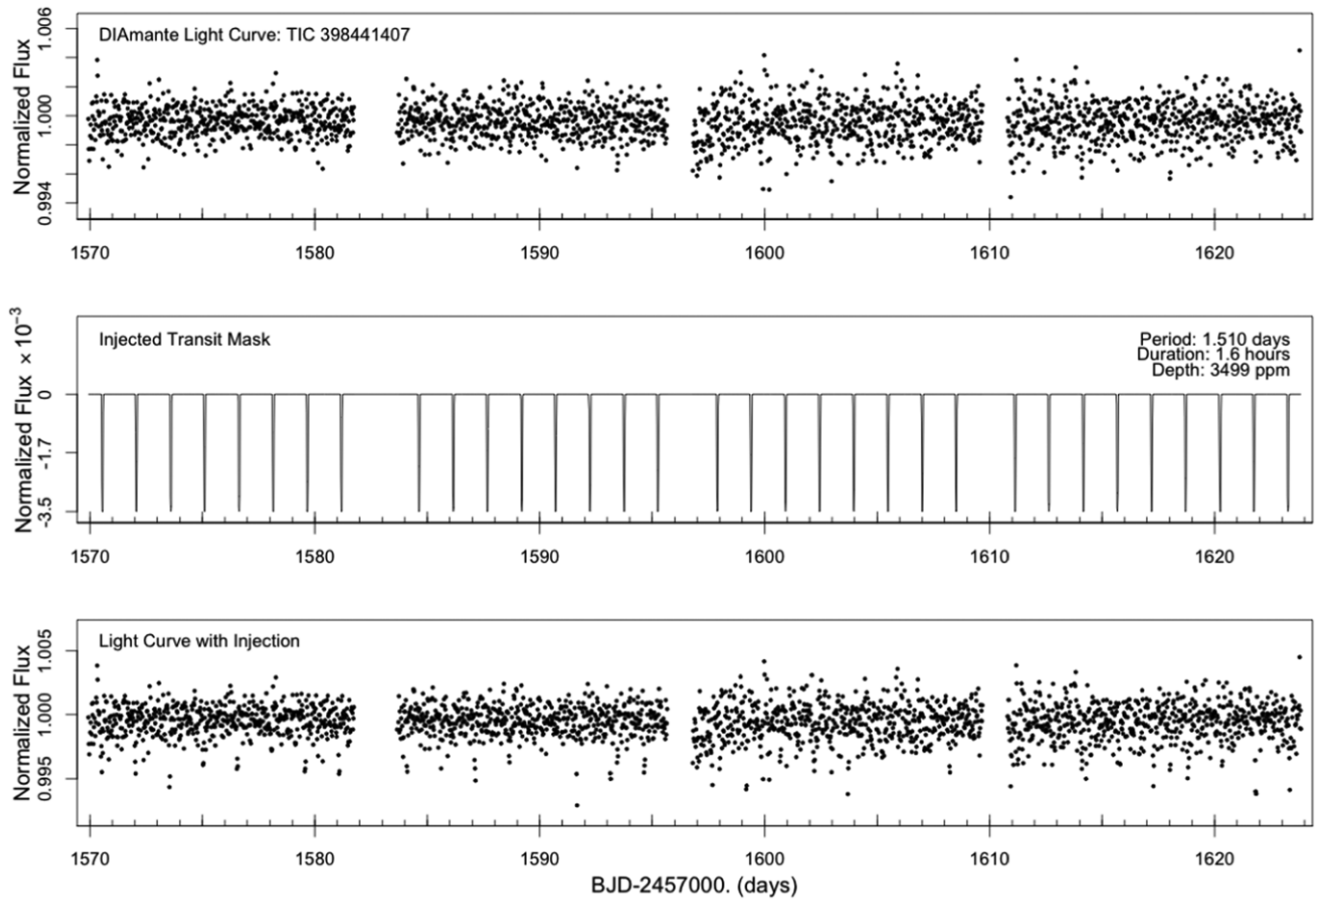 DIAmante Light Curve: TIC 398441407
Normalized Flux
1.006
1.000
0.994
1570 1580 1590 1600 1610 1620
Injected Transit Mask
Period: 1.510 days
Duration: 1.6 hours
Depth: 3499 ppm
Normalized Flux × 10⁻³
0
-1.7
-3.5
1570 1580 1590 1600 1610 1620
Light Curve with Injection
Normalized Flux
1.005
1.000
0.995
1570 1580 1590 1600 1610 1620
BJD-2457000. (days)